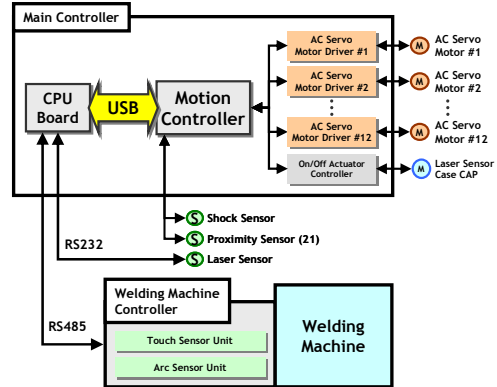 Main Controller
AC Servo
Motor Driver #1
M
AC Servo
Motor #1
AC Servo
Motor Driver #2
M
AC Servo
Motor #2
CPU
Board
USB
Motion
Controller
AC Servo
Motor Driver #12
M
AC Servo
Motor #12
On/Off Actuator
Controller
M
Laser Sensor
Case CAP
S Shock Sensor
S Proximity Sensor (21)
RS232
S Laser Sensor
Welding Machine
Controller
RS485
Touch Sensor Unit
Arc Sensor Unit
Welding
Machine